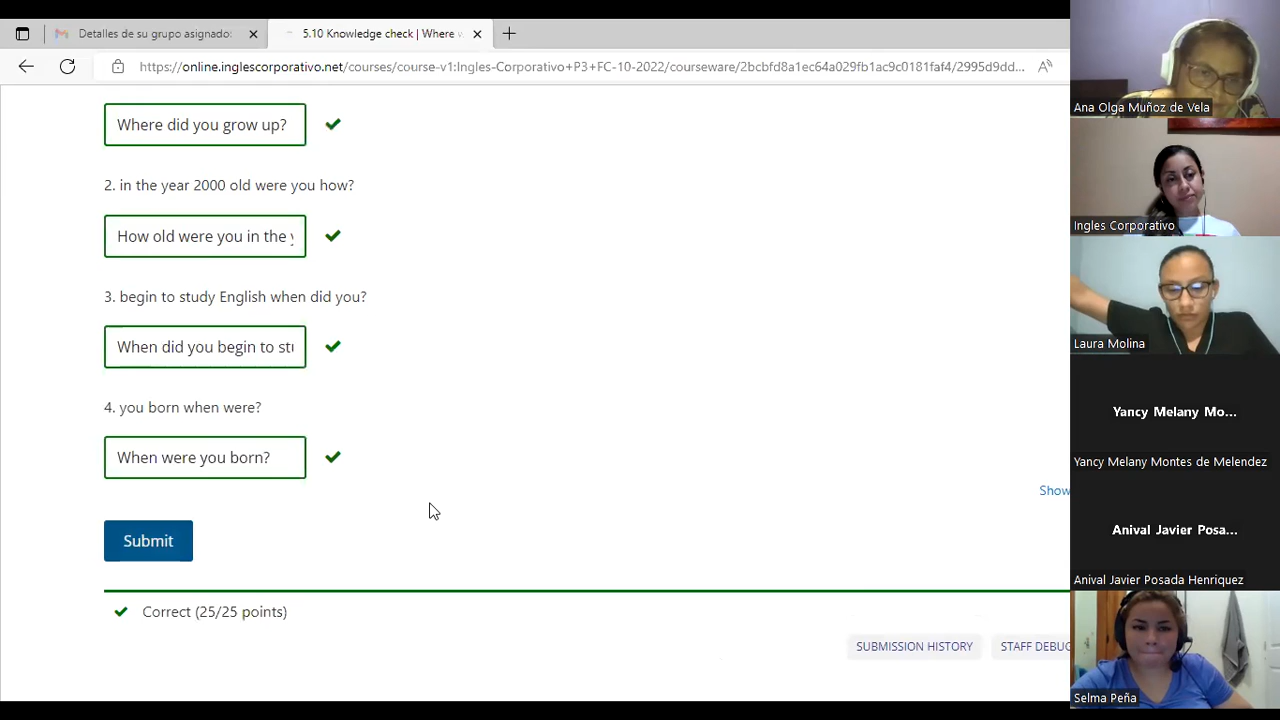 Detalles de su grupo asignado:
5.10 Knowledge check | Where
https://online.inglescorporativo.net/courses/course-v1:Ingles-Corporativo+P3+FC-10-2022/courseware/2bcbfd8a1ec64a029fb1ac9c0181faf4/2995d9dd...
Where did you grow up?
2. in the year 2000 old were you how?
How old were you in the
3. begin to study English when did you?
When did you begin to
4. you born when were?
When were you born?
Show
Submit
Correct (25/25 points)
SUBMISSION HISTORY
STAFF DEBUG
Ana Olga Muñoz de Vela
Ingles Corporativo
Laura Molina
Yancy Melany Mo...
Yancy Melany Montes de Melendez
Anival Javier Posa...
Anival Javier Posada Henriquez
Selma Peña